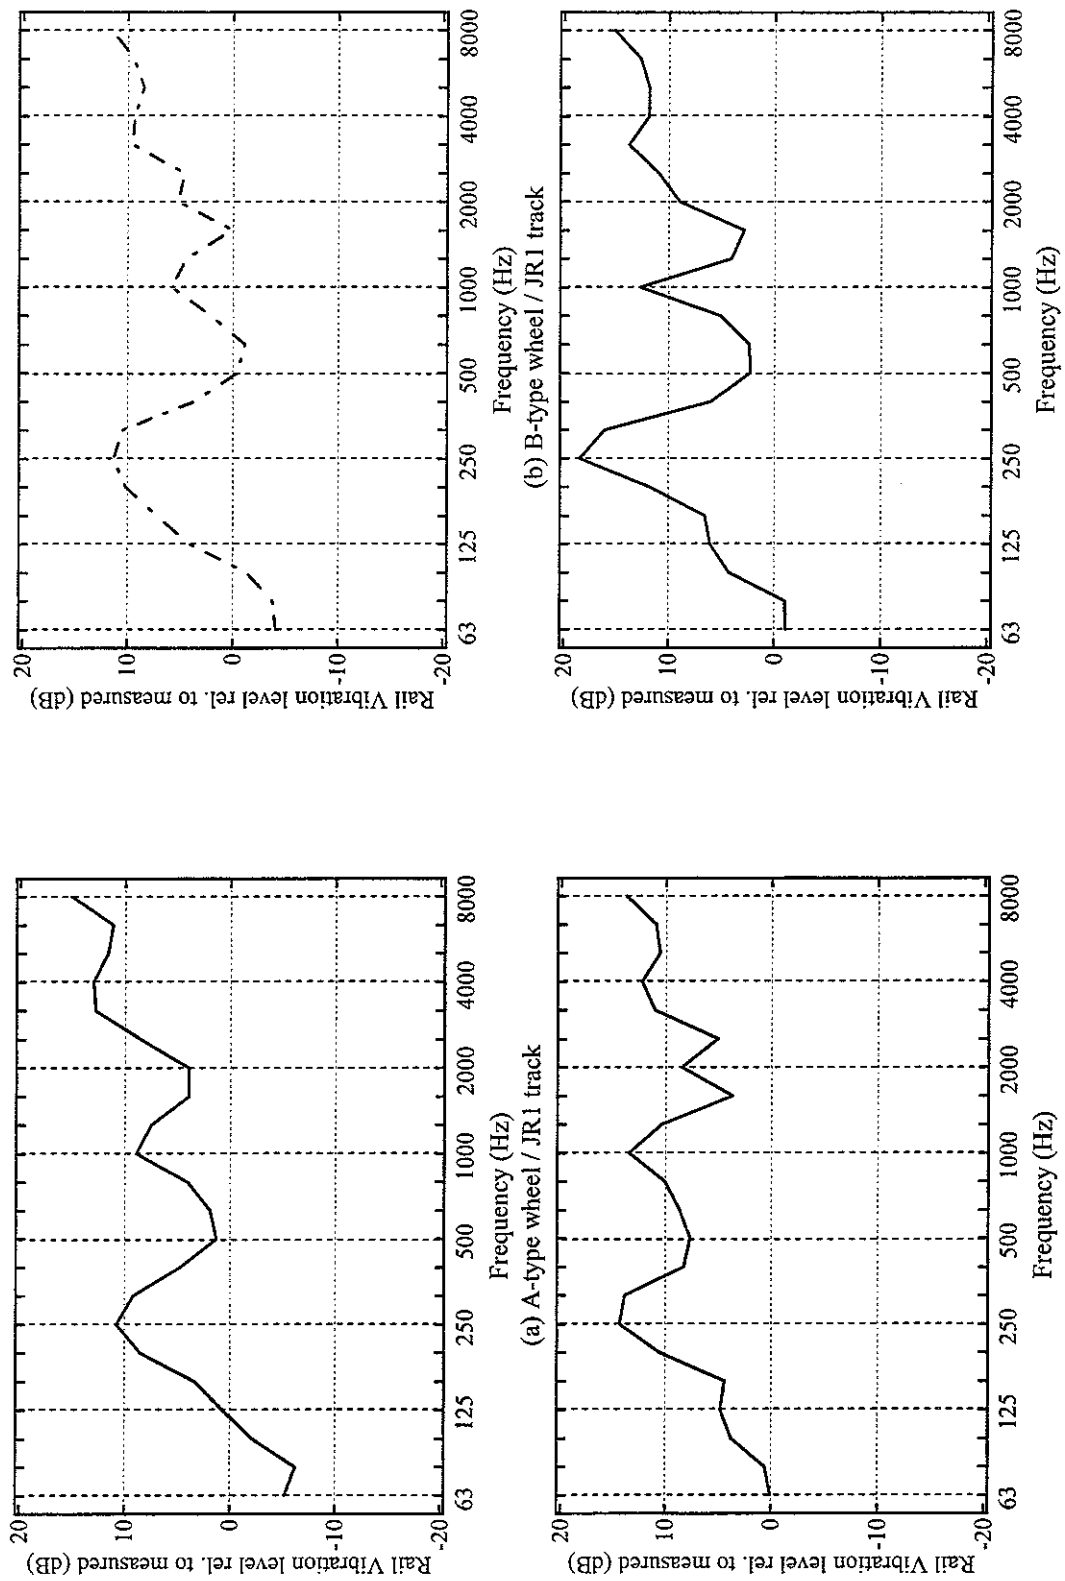 Rail Vibration level rel. to measured (dB)
20
10
0
-10
-20
63 125 250 500 1000 2000 4000 8000
Frequency (Hz)
(a) A-type wheel / JR1 track
Rail Vibration level rel. to measured (dB)
20
10
0
-10
-20
63 125 250 500 1000 2000 4000 8000
Frequency (Hz)
(b) B-type wheel / JR1 track
Rail Vibration level rel. to measured (dB)
20
10
0
-10
-20
63 125 250 500 1000 2000 4000 8000
Frequency (Hz)
Rail Vibration level rel. to measured (dB)
20
10
0
-10
-20
63 125 250 500 1000 2000 4000 8000
Frequency (Hz)